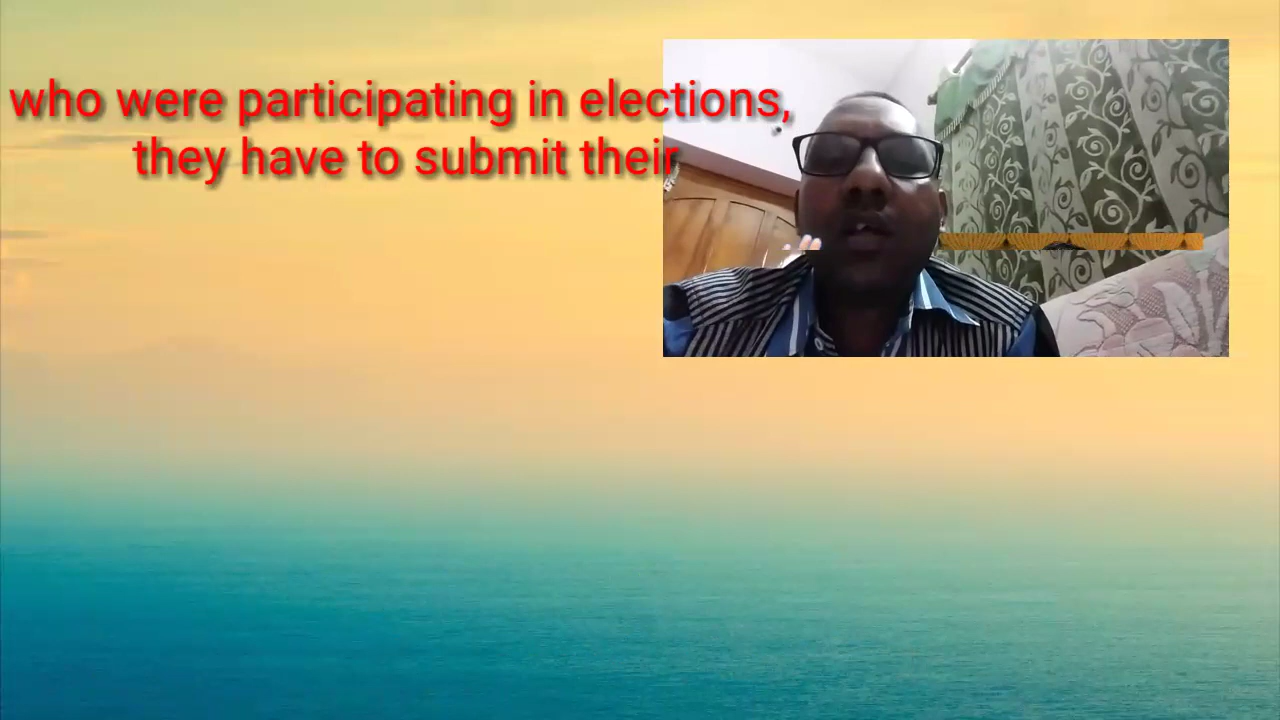 who were participating in elections,
they have to submit their